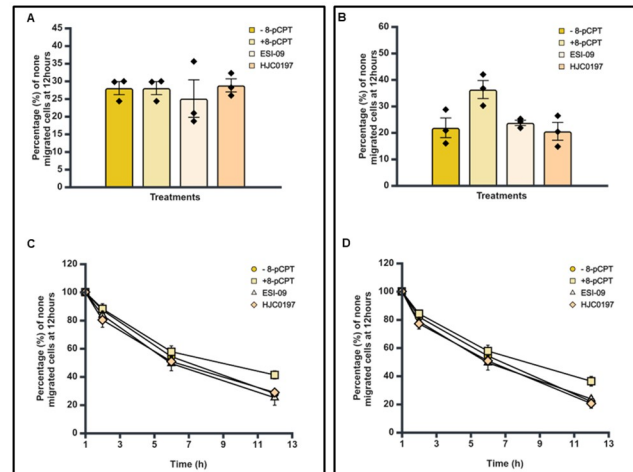 A
Percentage (%) of none
migrated cells at 12hours
45
40
35
30
25
20
15
10
5
0
- 8-pCPT
+8-pCPT
ESI-09
HJC0197
Treatments
B
Percentage (%) of none
migrated cells at 12hours
60
50
40
30
20
10
0
- 8-pCPT
+8-pCPT
ESI-09
HJC0197
Treatments
C
Percentage (%) of none
migrated cells at 12hours
120
100
80
60
40
20
0
- 8-pCPT
+8-pCPT
ESI-09
HJC0197
1 3 5 7 9 11 13
Time (h)
D
Percentage (%) of none
migrated cells at 12hours
120
100
80
60
40
20
0
- 8-pCPT
+8-pCPT
ESI-09
HJC0197
1 3 5 7 9 11 13
Time (h)